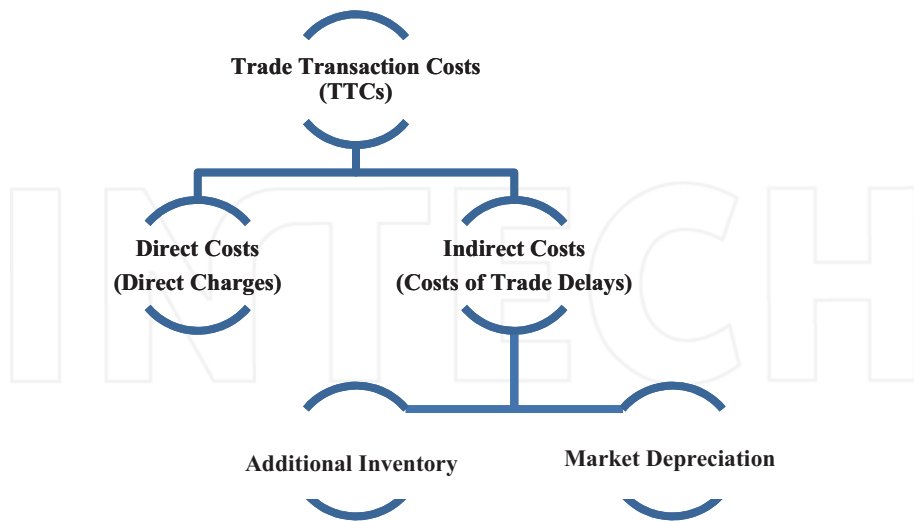 Trade Transaction Costs
(TTCs)
Direct Costs
(Direct Charges)
Indirect Costs
(Costs of Trade Delays)
INTECH
Additional Inventory
Market Depreciation